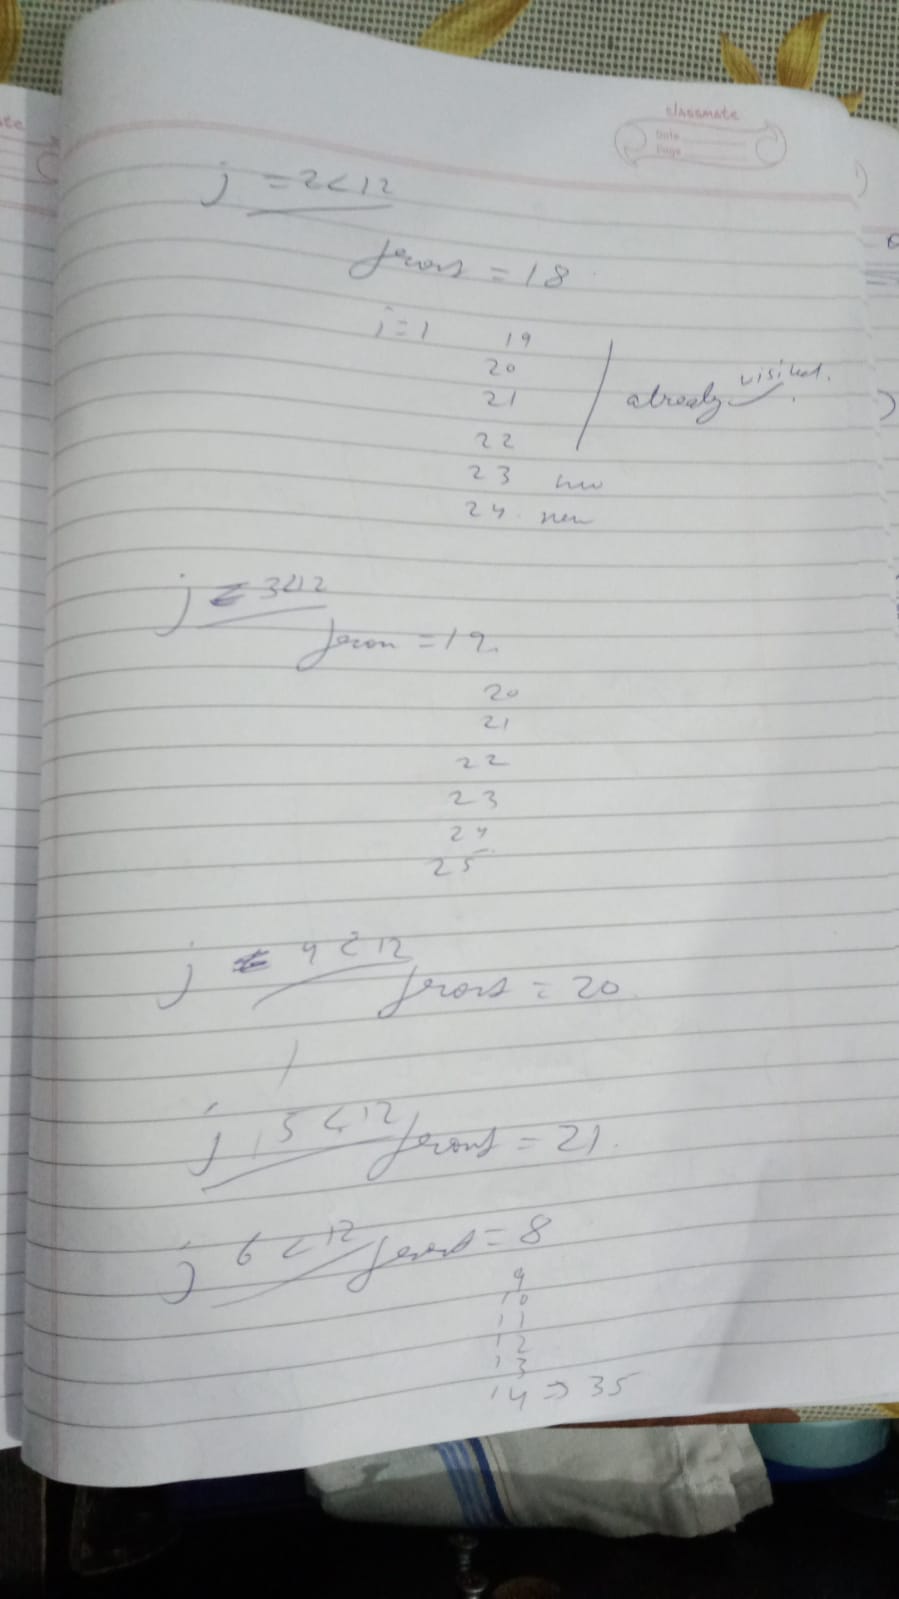 classmate
Date
Page
j = 2 < 12
front = 18
i = 1 19
20
21 already visited.
22
23 new
24. new
j = 3 < 12
front = 19.
20
21
22
23
24
25
j = 4 < 12
front = 20
j 5 < 12 front = 21.
j 6 < 12 front = 8
9
10
11
12
13
14 => 35